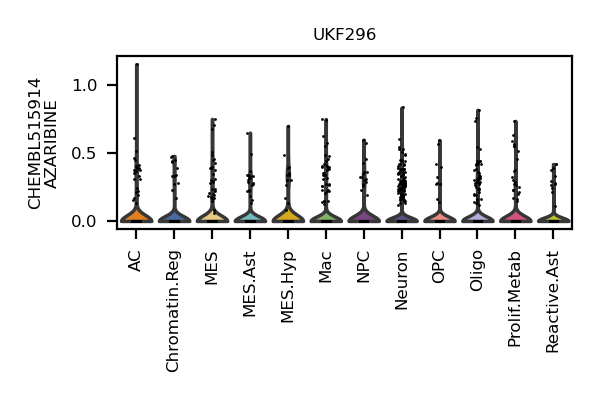 UKF296
CHEMBL515914
AZARIBINE
1.0
0.5
0.0
AC
Chromatin.Reg
MES
MES.Ast
MES.Hyp
Mac
NPC
Neuron
OPC
Oligo
Prolif.Metab
Reactive.Ast